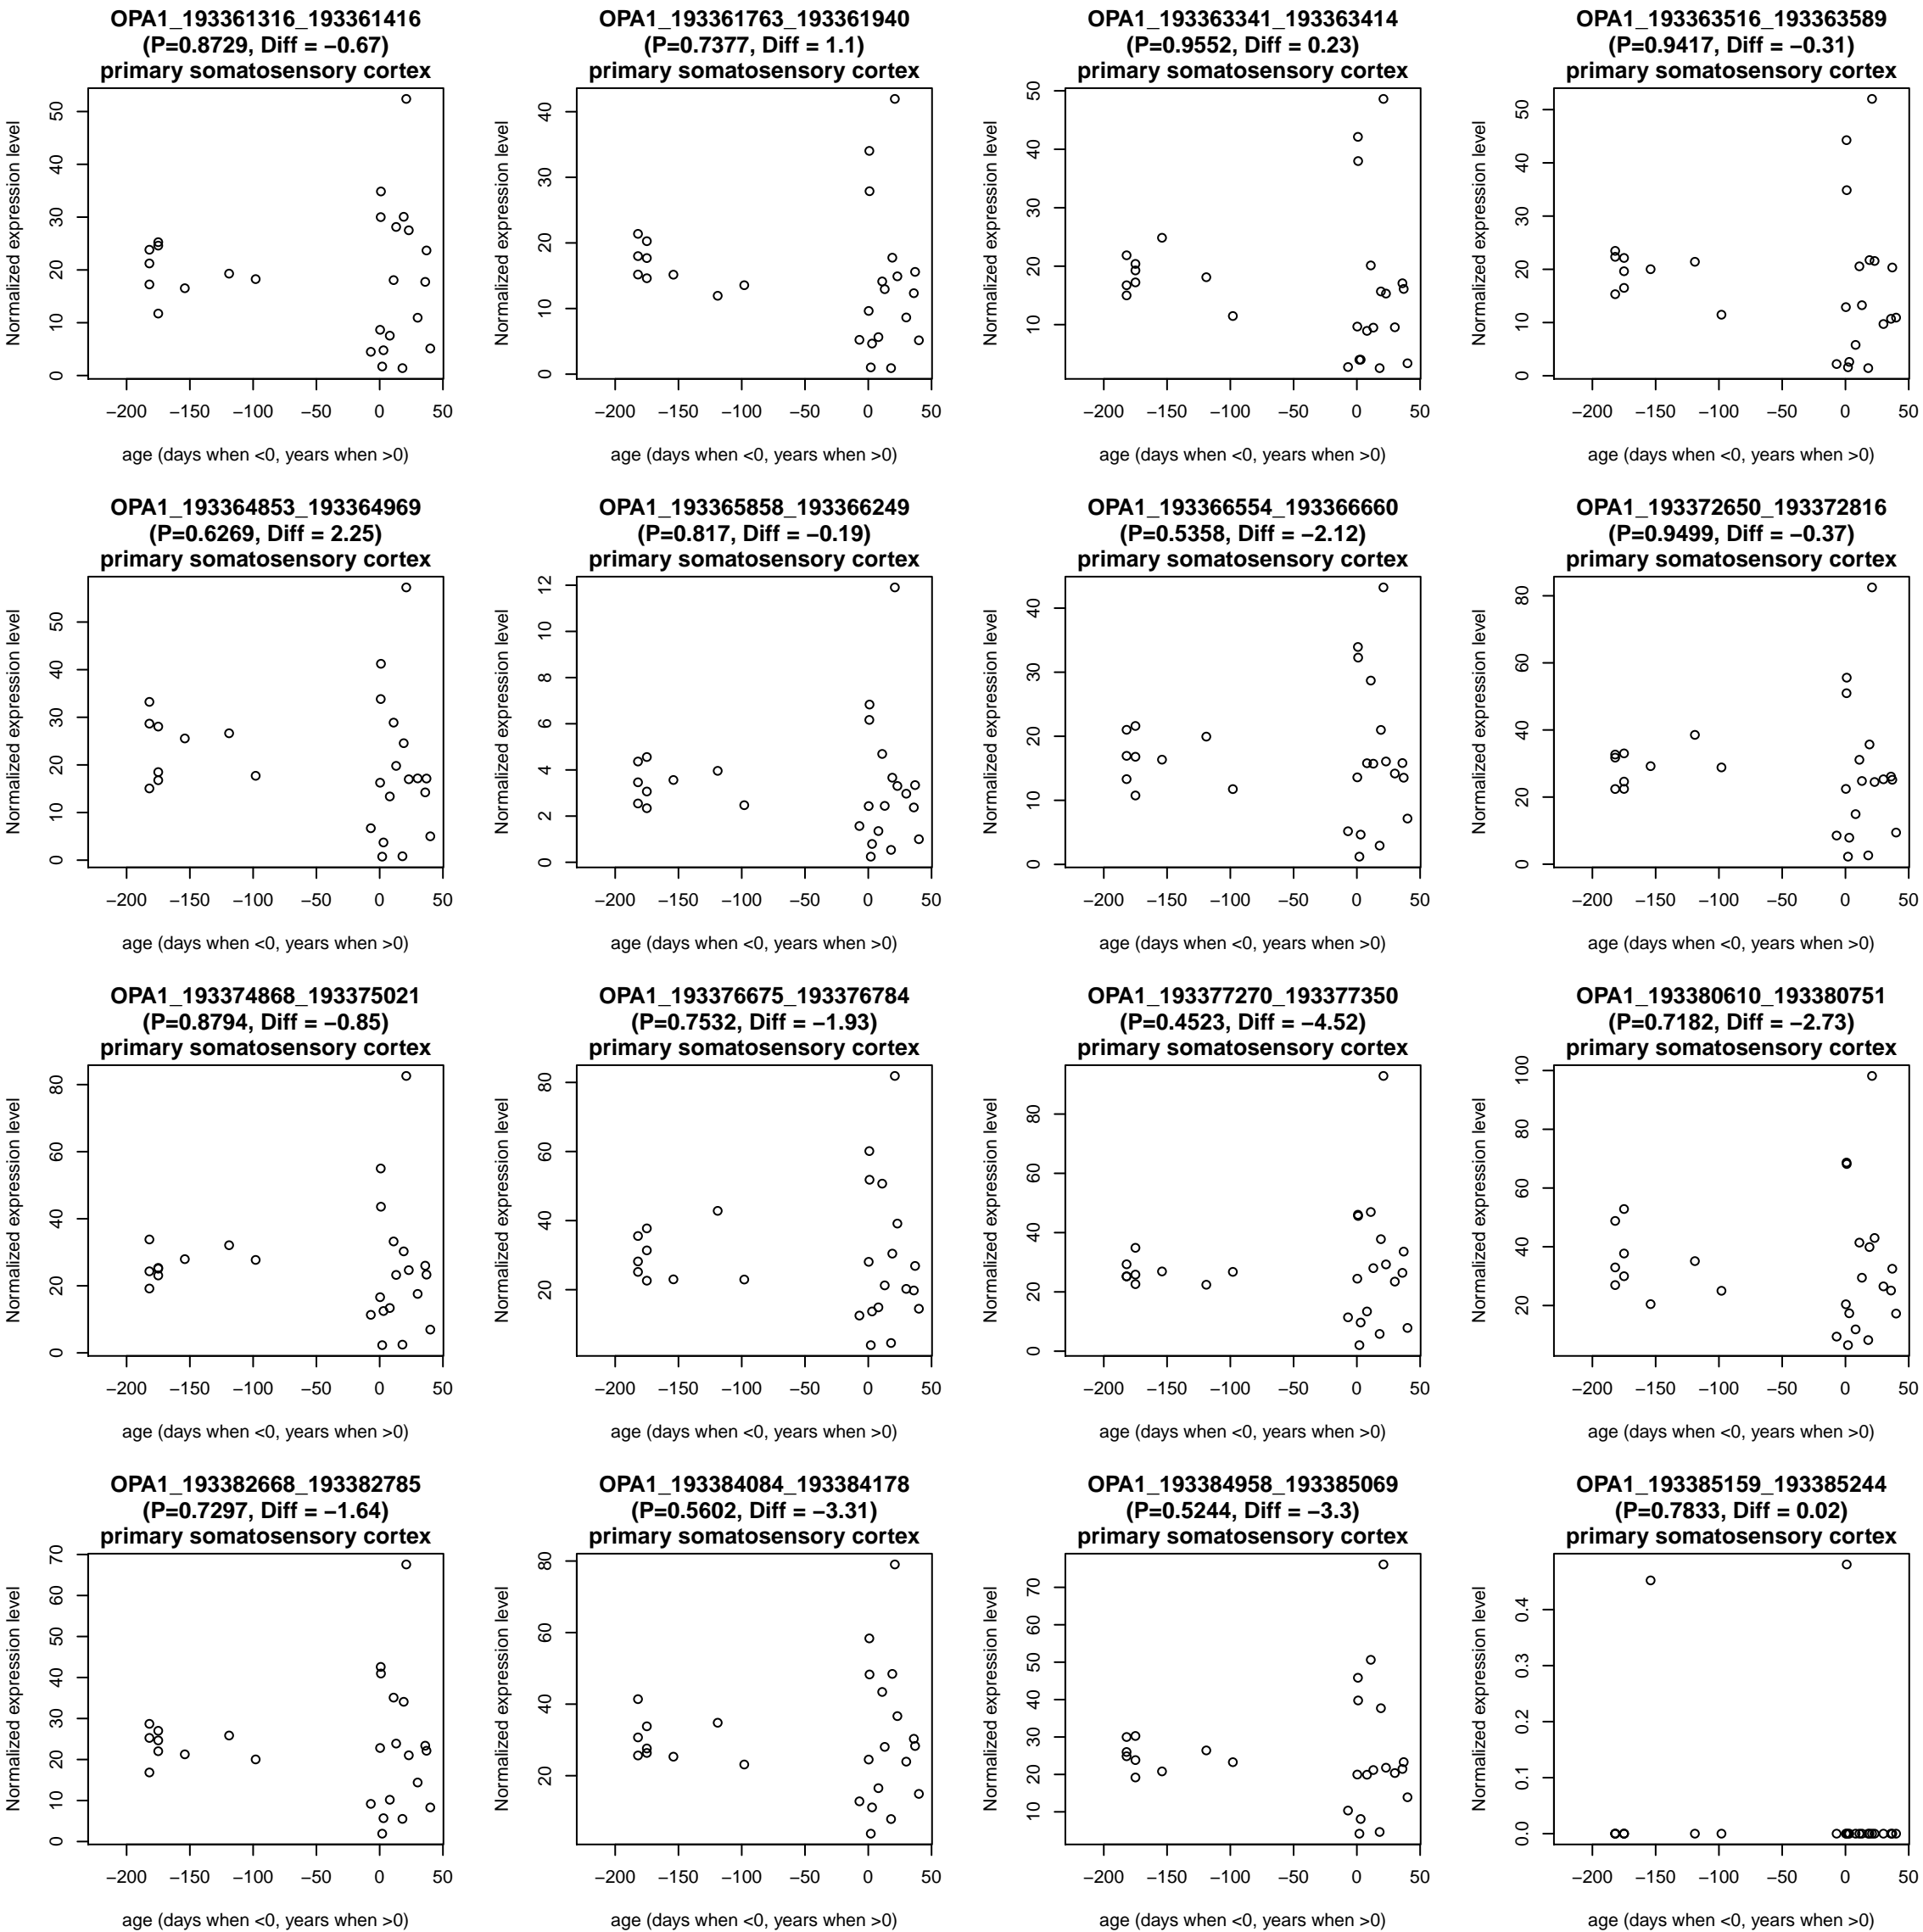 OPA1_193361316_193361416
(P=0.8729, Diff = −0.67)
primary somatosensory cortex
Normalized expression level
0 10 20 30 40 50
−200 −150 −100 −50 0 50
age (days when <0, years when >0)
OPA1_193361763_193361940
(P=0.7377, Diff = 1.1)
primary somatosensory cortex
Normalized expression level
0 10 20 30 40
−200 −150 −100 −50 0 50
age (days when <0, years when >0)
OPA1_193363341_193363414
(P=0.9552, Diff = 0.23)
primary somatosensory cortex
Normalized expression level
10 20 30 40 50
−200 −150 −100 −50 0 50
age (days when <0, years when >0)
OPA1_193363516_193363589
(P=0.9417, Diff = −0.31)
primary somatosensory cortex
Normalized expression level
0 10 20 30 40 50
−200 −150 −100 −50 0 50
age (days when <0, years when >0)
OPA1_193364853_193364969
(P=0.6269, Diff = 2.25)
primary somatosensory cortex
Normalized expression level
0 10 20 30 40 50
−200 −150 −100 −50 0 50
age (days when <0, years when >0)
OPA1_193365858_193366249
(P=0.817, Diff = −0.19)
primary somatosensory cortex
Normalized expression level
0 2 4 6 8 10 12
−200 −150 −100 −50 0 50
age (days when <0, years when >0)
OPA1_193366554_193366660
(P=0.5358, Diff = −2.12)
primary somatosensory cortex
Normalized expression level
0 10 20 30 40
−200 −150 −100 −50 0 50
age (days when <0, years when >0)
OPA1_193372650_193372816
(P=0.9499, Diff = −0.37)
primary somatosensory cortex
Normalized expression level
0 20 40 60 80
−200 −150 −100 −50 0 50
age (days when <0, years when >0)
OPA1_193374868_193375021
(P=0.8794, Diff = −0.85)
primary somatosensory cortex
Normalized expression level
0 20 40 60 80
−200 −150 −100 −50 0 50
age (days when <0, years when >0)
OPA1_193376675_193376784
(P=0.7532, Diff = −1.93)
primary somatosensory cortex
Normalized expression level
20 40 60 80
−200 −150 −100 −50 0 50
age (days when <0, years when >0)
OPA1_193377270_193377350
(P=0.4523, Diff = −4.52)
primary somatosensory cortex
Normalized expression level
0 20 40 60 80
−200 −150 −100 −50 0 50
age (days when <0, years when >0)
OPA1_193380610_193380751
(P=0.7182, Diff = −2.73)
primary somatosensory cortex
Normalized expression level
20 40 60 80 100
−200 −150 −100 −50 0 50
age (days when <0, years when >0)
OPA1_193382668_193382785
(P=0.7297, Diff = −1.64)
primary somatosensory cortex
Normalized expression level
0 10 20 30 40 50 60 70
−200 −150 −100 −50 0 50
age (days when <0, years when >0)
OPA1_193384084_193384178
(P=0.5602, Diff = −3.31)
primary somatosensory cortex
Normalized expression level
20 40 60 80
−200 −150 −100 −50 0 50
age (days when <0, years when >0)
OPA1_193384958_193385069
(P=0.5244, Diff = −3.3)
primary somatosensory cortex
Normalized expression level
10 20 30 40 50 60 70
−200 −150 −100 −50 0 50
age (days when <0, years when >0)
OPA1_193385159_193385244
(P=0.7833, Diff = 0.02)
primary somatosensory cortex
Normalized expression level
0.0 0.1 0.2 0.3 0.4
−200 −150 −100 −50 0 50
age (days when <0, years when >0)